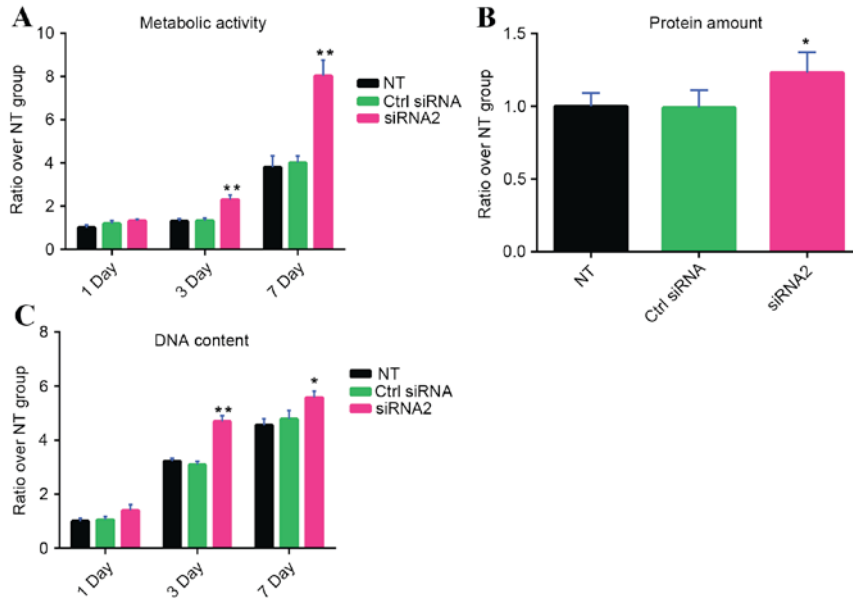 A
Metabolic activity
Ratio over NT group
10
8
6
4
2
0
**
**
NT
Ctrl siRNA
siRNA2
1 Day
3 Day
7 Day
B
Protein amount
Ratio over NT group
1.5
1.0
0.5
0.0
*
NT
Ctrl siRNA
siRNA2
C
DNA content
Ratio over NT group
8
6
4
2
0
**
*
NT
Ctrl siRNA
siRNA2
1 Day
3 Day
7 Day